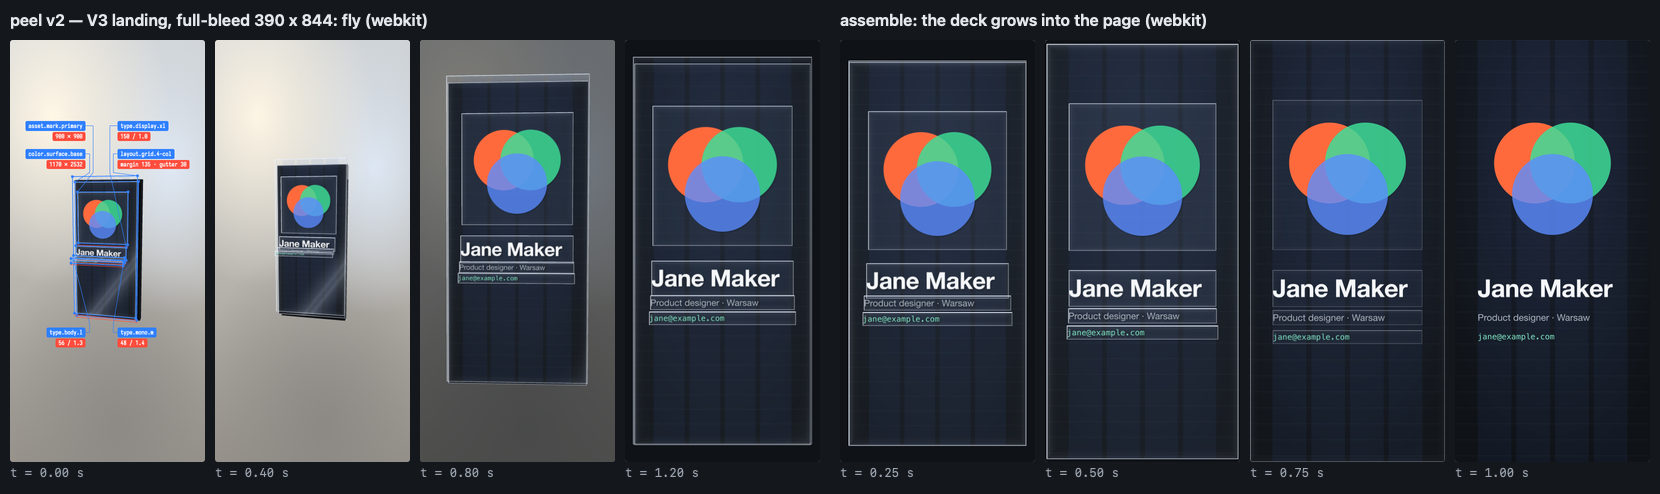 peel v2 — V3 landing, full-bleed 390 x 844: fly (webkit)
assemble: the deck grows into the page (webkit)
asset.mark.primary
900 × 900
type.display.xl
150 / 1.0
color.surface.base
1170 × 2532
layout.grid.4-col
margin 135 · gutter 30
Jane Maker
type.body.l
56 / 1.3
type.mono.m
48 / 1.4
Jane Maker
Jane Maker
Product designer · Warsaw
jane@example.com
Jane Maker
Product designer · Warsaw
jane@example.com
Jane Maker
Product designer · Warsaw
jane@example.com
Jane Maker
Product designer · Warsaw
jane@example.com
Jane Maker
Product designer · Warsaw
jane@example.com
Jane Maker
Product designer · Warsaw
jane@example.com
t = 0.00 s
t = 0.40 s
t = 0.80 s
t = 1.20 s
t = 0.25 s
t = 0.50 s
t = 0.75 s
t = 1.00 s